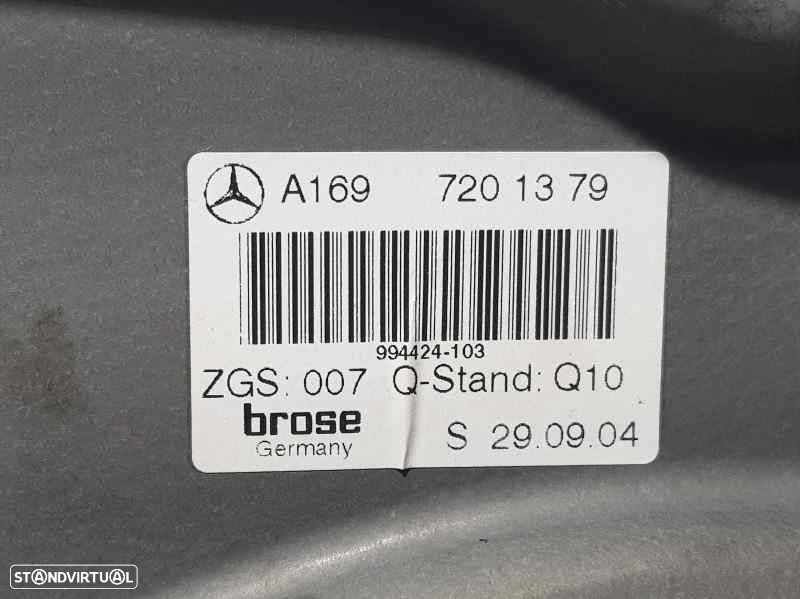 A169 720 13 79
994424-103
ZGS: 007 Q-Stand: Q10
brose
Germany
S 29.09.04
STANDVIRTUAL